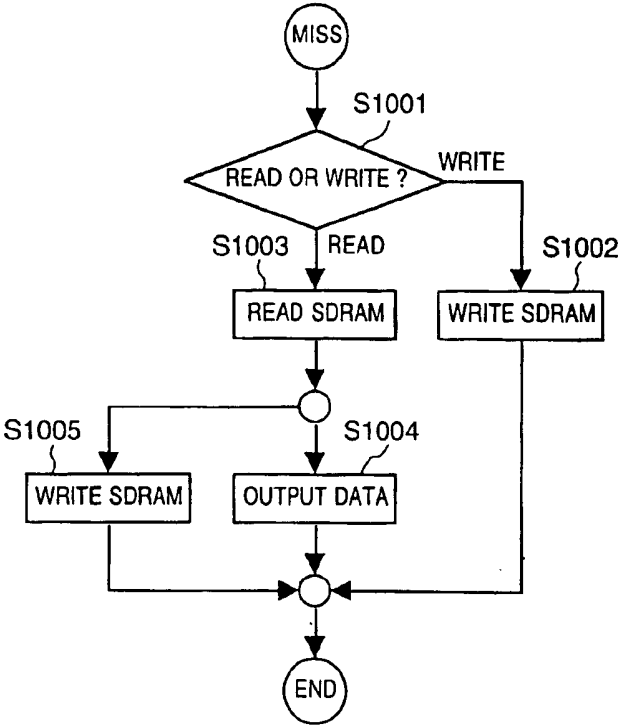 MISS
S1001
READ OR WRITE ?
WRITE
READ
S1003
S1002
READ SDRAM
WRITE SDRAM
S1005
S1004
WRITE SDRAM
OUTPUT DATA
END